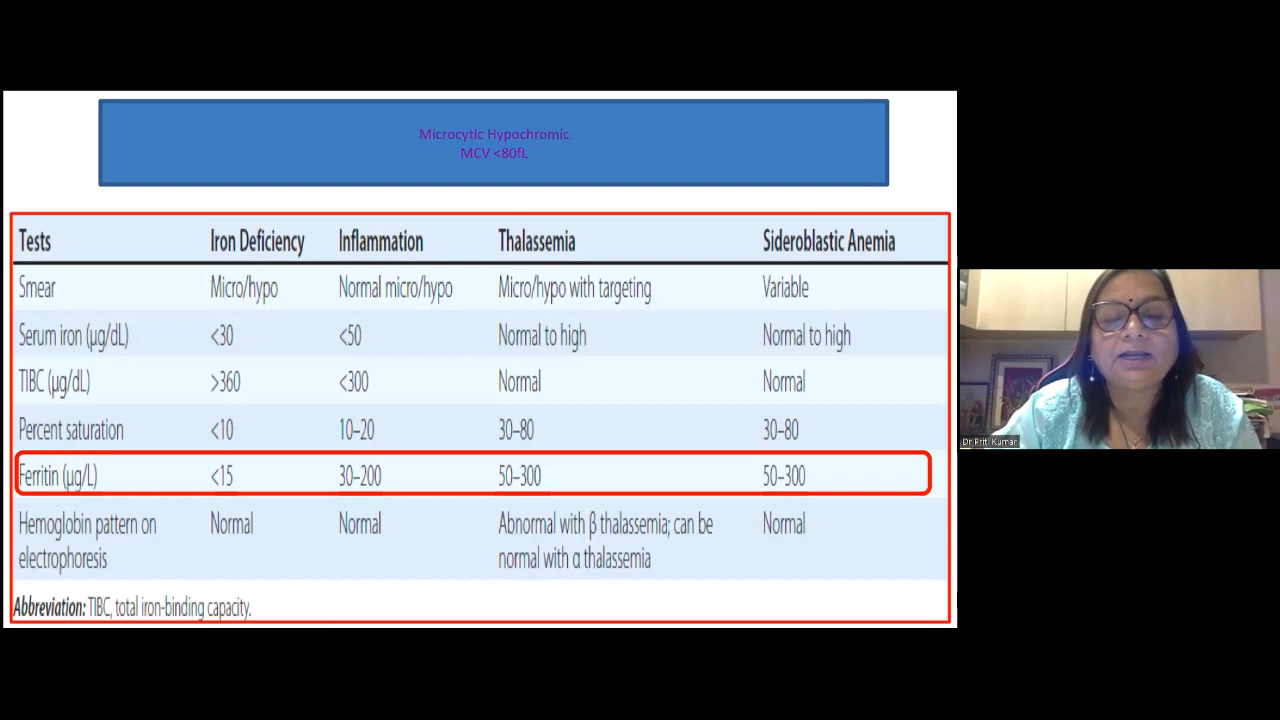 Microcytic Hypochromic
MCV <80fL
Tests Iron Deficiency Inflammation Thalassemia Sideroblastic Anemia
Smear Micro/hypo Normal micro/hypo Micro/hypo with targeting Variable
Serum iron (μg/dL) <30 <50 Normal to high Normal to high
TIBC (μg/dL) >360 <300 Normal Normal
Percent saturation <10 10–20 30–80 30–80
Ferritin (μg/L) <15 30–200 50–300 50–300
Hemoglobin pattern on electrophoresis Normal Normal Abnormal with β thalassemia; can be normal with α thalassemia Normal
Abbreviation: TIBC, total iron-binding capacity.
Dr Priti Kumar